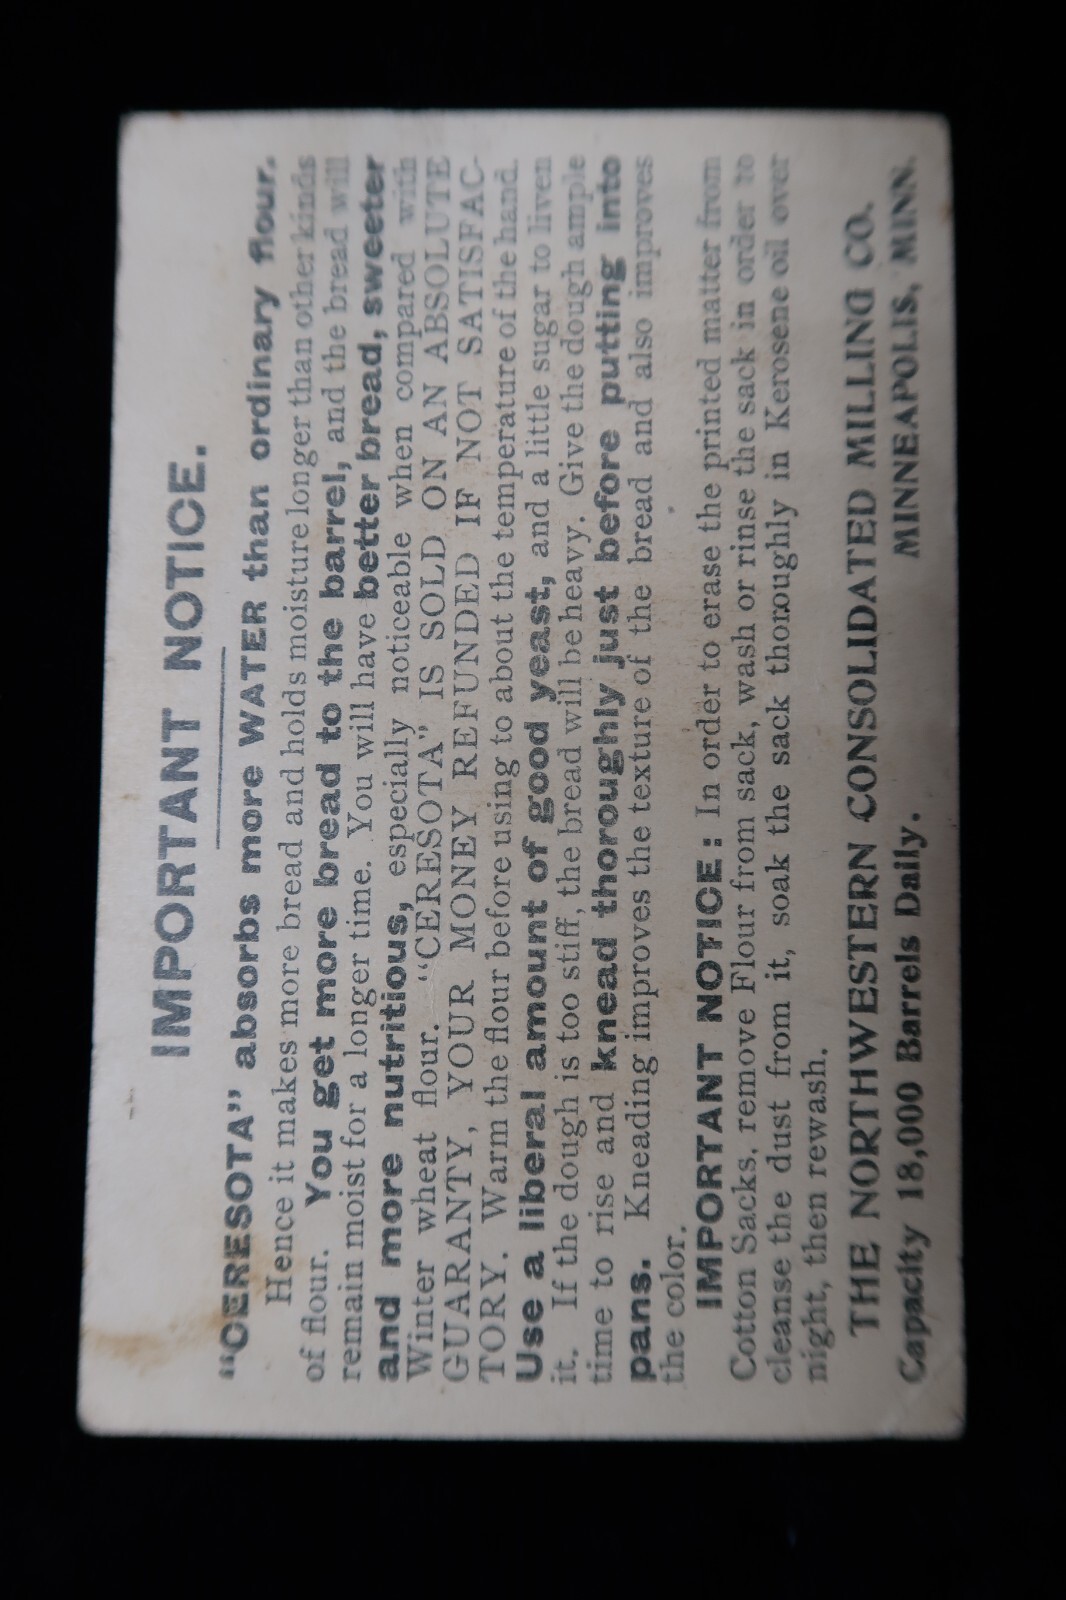 IMPORTANT NOTICE.
"CERESOTA" absorbs more WATER than ordinary flour.
Hence it makes more bread and holds moisture longer than other kinds
of flour. You get more bread to the barrel, and the bread will
remain moist for a longer time. You will have better bread, sweeter
and more nutritious, especially noticeable when compared with
Winter wheat flour. "CERESOTA" IS SOLD ON AN ABSOLUTE
GUARANTY, YOUR MONEY REFUNDED IF NOT SATISFAC-
TORY. Warm the flour before using to about the temperature of the hand.
Use a liberal amount of good yeast, and a little sugar to liven
it. If the dough is too stiff, the bread will be heavy. Give the dough ample
time to rise and knead thoroughly just before putting into
pans. Kneading improves the texture of the bread and also improves
the color.
IMPORTANT NOTICE: In order to erase the printed matter from
Cotton Sacks, remove Flour from sack, wash or rinse the sack in order to
cleanse the dust from it, soak the sack thoroughly in Kerosene oil over
night, then rewash.
THE NORTHWESTERN CONSOLIDATED MILLING CO.
Capacity 18,000 Barrels Daily. MINNEAPOLIS, MINN.